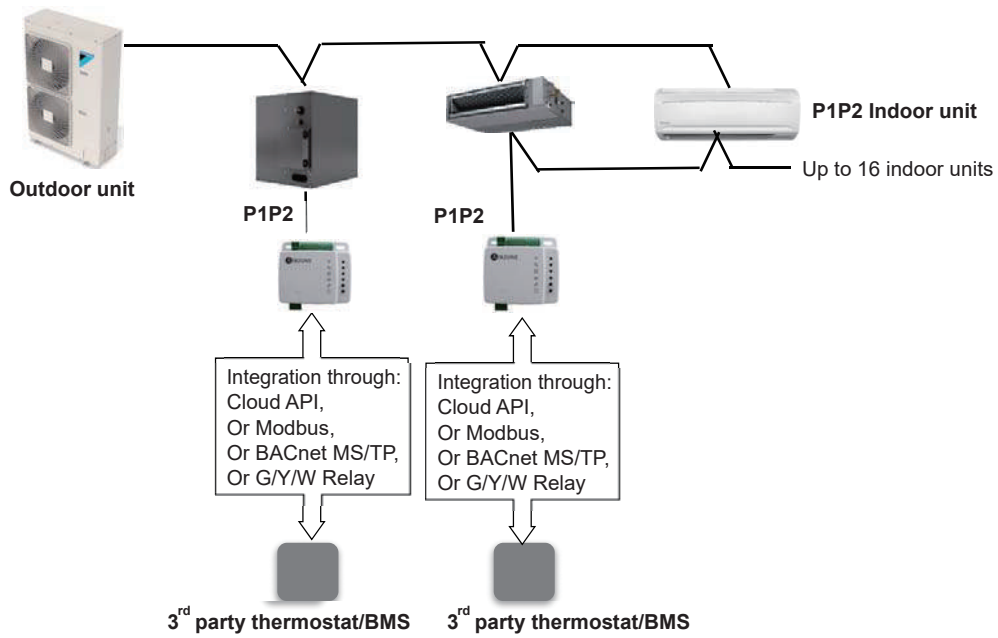 P1P2 Indoor unit
Up to 16 indoor units
Outdoor unit
P1P2
P1P2
Integration through:
Cloud API,
Or Modbus,
Or BACnet MS/TP,
Or G/Y/W Relay
Integration through:
Cloud API,
Or Modbus,
Or BACnet MS/TP,
Or G/Y/W Relay
3rd party thermostat/BMS
3rd party thermostat/BMS